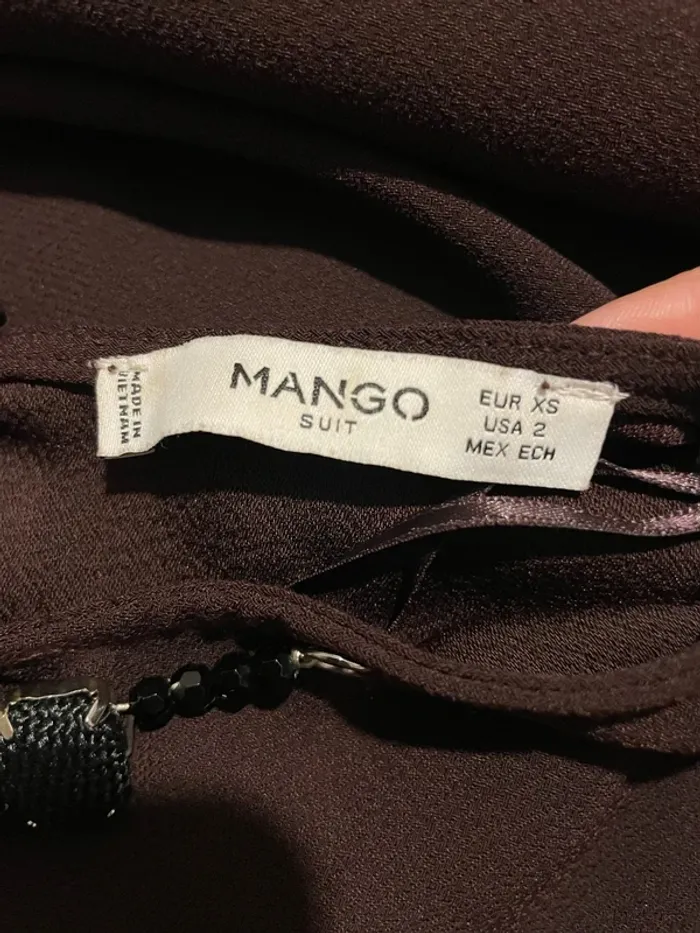 MADE IN
VIETNAM
MANGO
SUIT
EUR XS
USA 2
MEX ECH